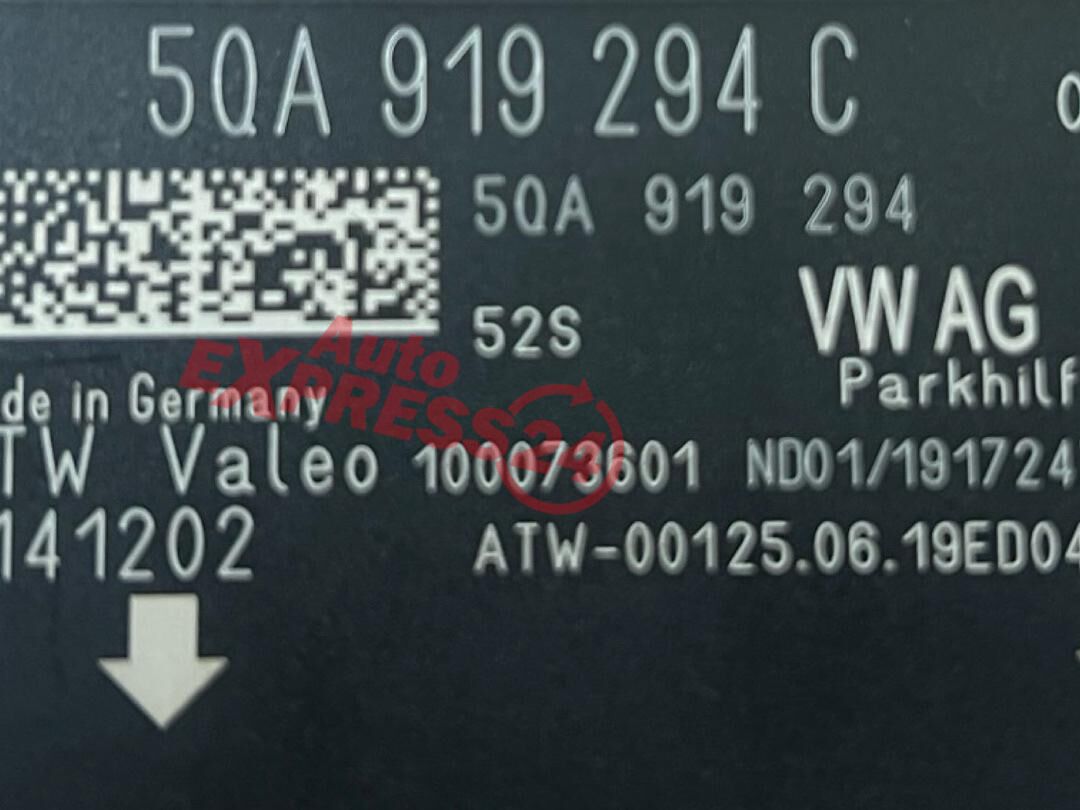 5QA 919 294 C 0
5QA 919 294
52S
VW AG
Parkhilf
de in Germany
TW Valeo 100073601 ND01/191724
141202 ATW-00125.06.19ED04
Auto
EXPRESS24